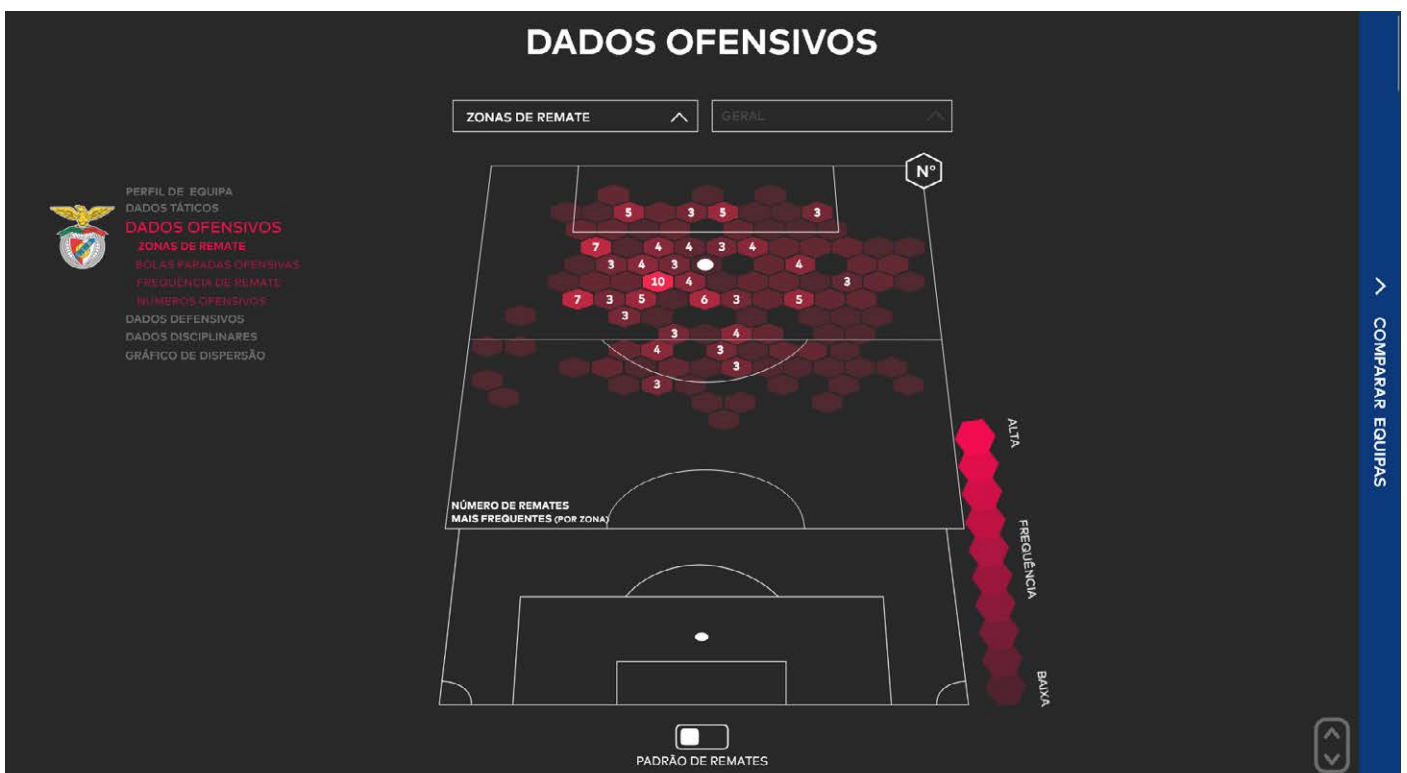 DADOS OFENSIVOS
ZONAS DE REMATE
GERAL
Nº
PERFIL DE EQUIPA
DADOS TÁTICOS
DADOS OFENSIVOS
ZONAS DE REMATE
BOLAS PARADAS OFENSIVAS
FREQUÊNCIA DE REMATE
NÚMEROS OFENSIVOS
DADOS DEFENSIVOS
DADOS DISCIPLINARES
GRÁFICO DE DISPERSÃO
5 3 5 3
7 4 4 3 4
3 4 3 4
10 4 3
7 3 5 6 3 5
3
3 4
4 3
3
3
NÚMERO DE REMATES
MAIS FREQUENTES (POR ZONA)
ALTA
FREQUÊNCIA
BAIXA
PADRÃO DE REMATES
COMPARAR EQUIPAS